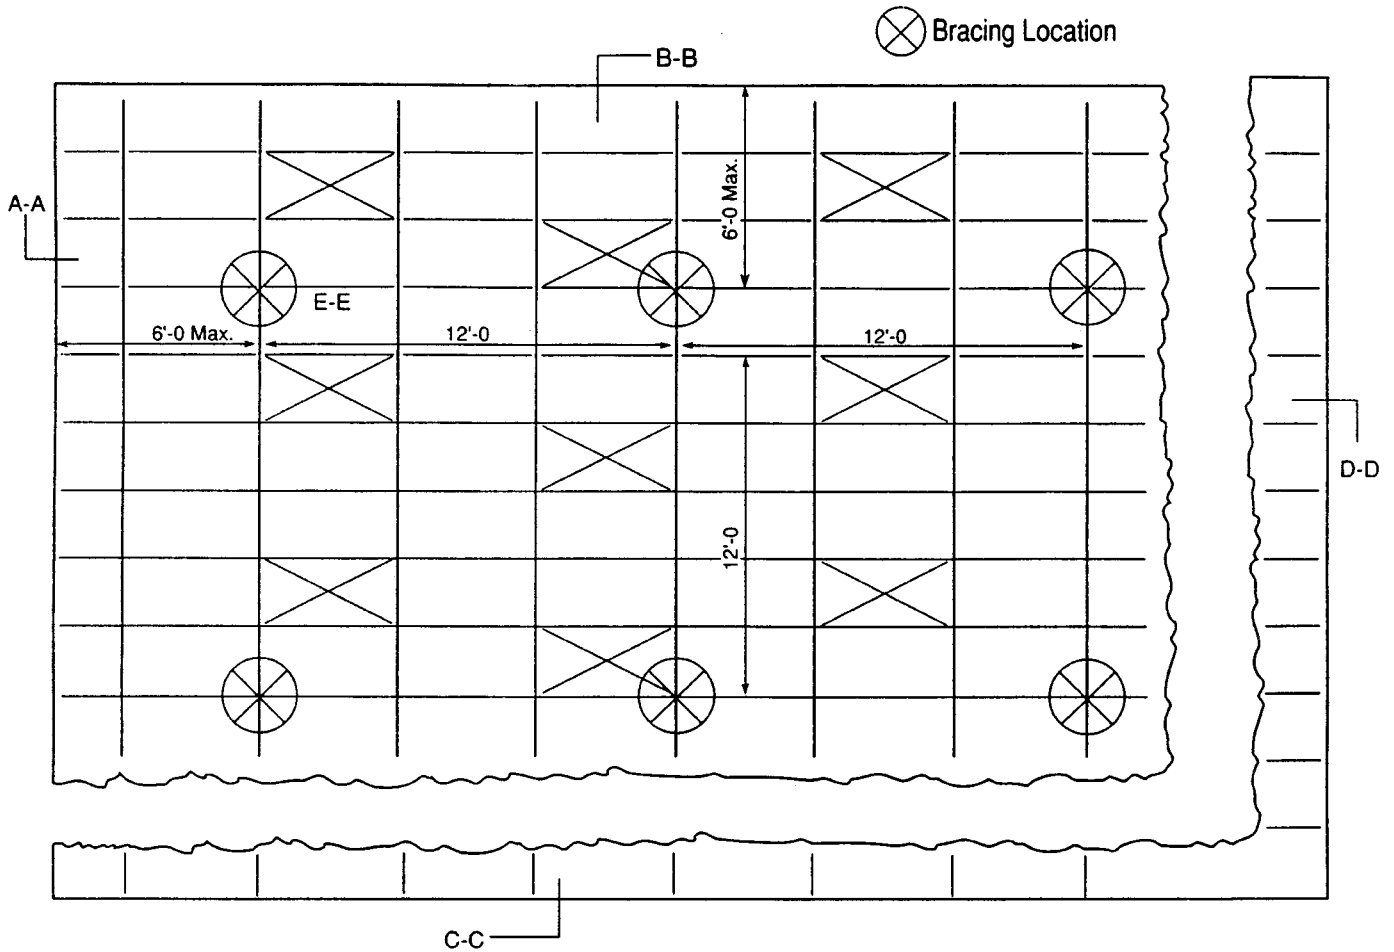 Bracing Location
B-B
A-A
6'-0 Max.
E-E
6'-0 Max.
12'-0
12'-0
D-D
12'-0
C-C